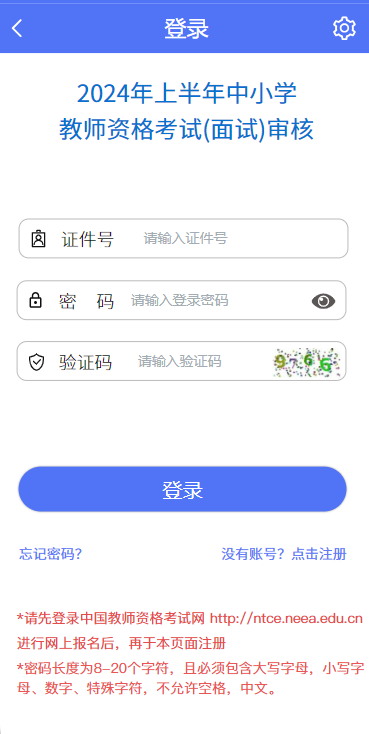 登录
2024年上半年中小学
教师资格考试(面试)审核
证件号 请输入证件号
密 码 请输入登录密码
验证码 请输入验证码
登录
忘记密码? 没有账号? 点击注册
*请先登录中国教师资格考试网 http://ntce.neea.edu.cn
进行网上报名后，再于本页面注册
*密码长度为8-20个字符，且必须包含大写字母，小写字
母、数字、特殊字符，不允许空格，中文。